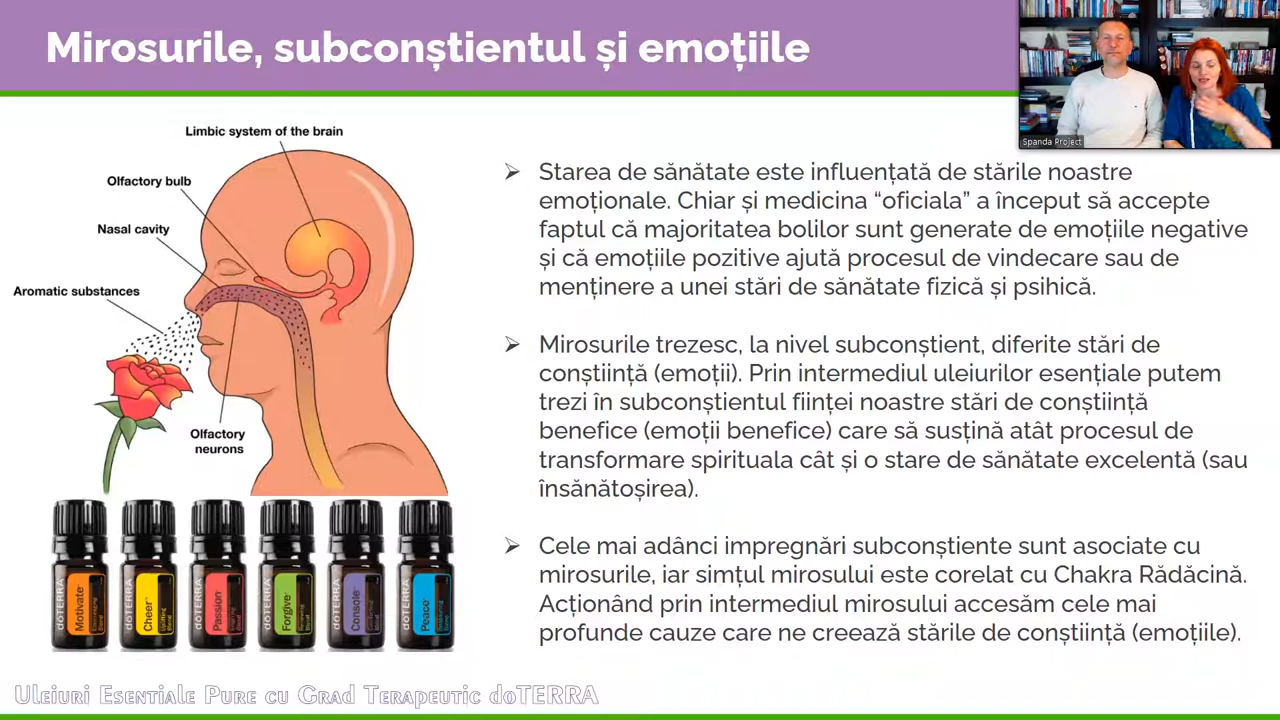 Mirosurile, subconștientul și emoțiile
Spanda Project
Limbic system of the brain
Olfactory bulb
Nasal cavity
Aromatic substances
Olfactory
neurons
➢ Starea de sănătate este influențată de stările noastre
emoționale. Chiar și medicina “oficiala” a început să accepte
faptul că majoritatea bolilor sunt generate de emoțiile negative
și că emoțiile pozitive ajută procesul de vindecare sau de
menținere a unei stări de sănătate fizică și psihică.
➢ Mirosurile trezesc, la nivel subconștient, diferite stări de
conștiință (emoții). Prin intermediul uleiurilor esențiale putem
trezi în subconștientul ființei noastre stări de conștiință
benefice (emoții benefice) care să susțină atât procesul de
transformare spirituala cât și o stare de sănătate excelentă (sau
însănătoșirea).
➢ Cele mai adânci impregnări subconștiente sunt asociate cu
mirosurile, iar simțul mirosului este corelat cu Chakra Rădăcină.
Acționând prin intermediul mirosului accesăm cele mai
profunde cauze care ne creează stările de conștiință (emoțiile).
dōTERRA Motivate
dōTERRA Cheer
dōTERRA Passion
dōTERRA Forgive
dōTERRA Console
dōTERRA Peace
Uleiuri Esentiale Pure cu Grad Terapeutic doTERRA